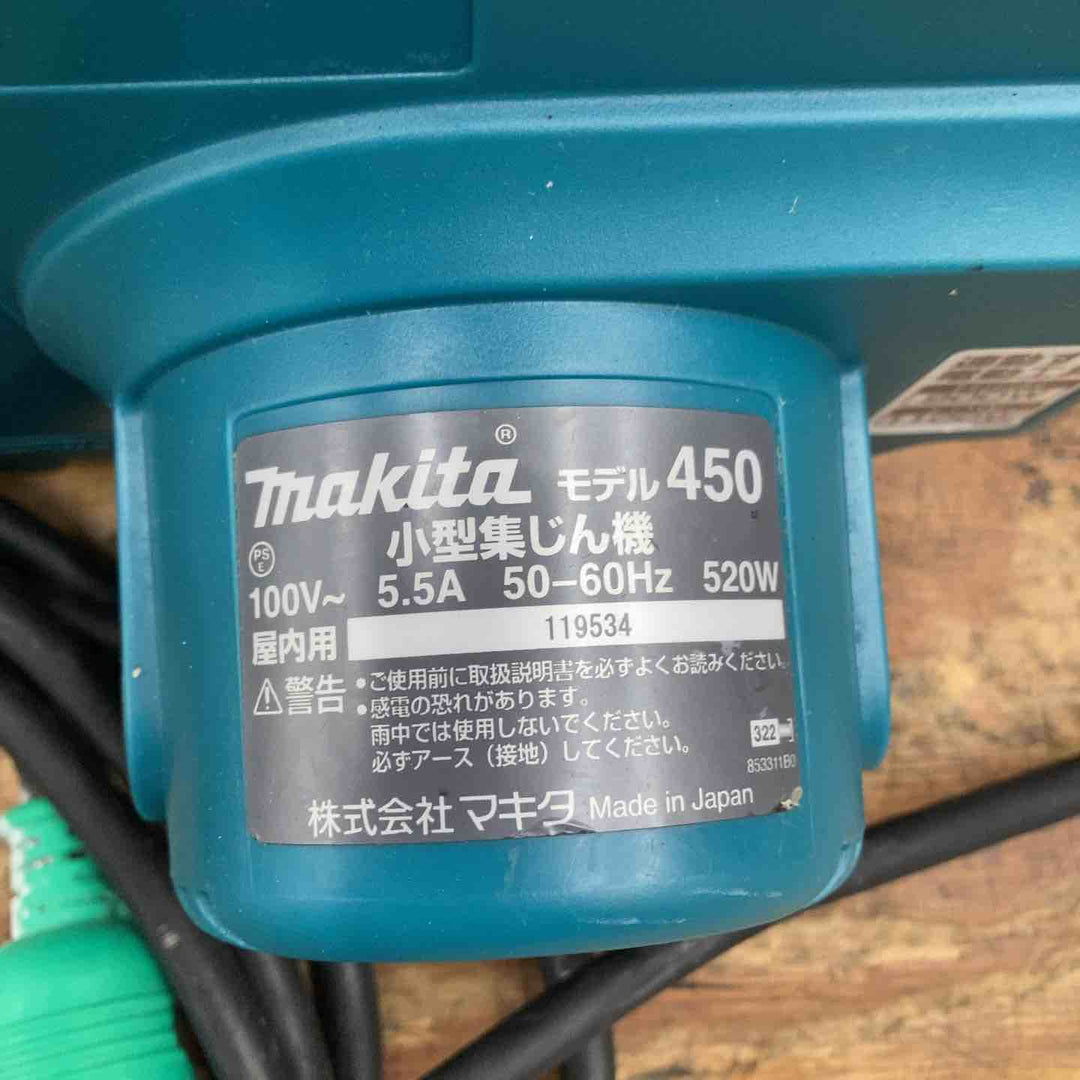 makita® モデル 450
小型集じん機
PS E
100V~ 5.5A 50-60Hz 520W
屋内用 119534
⚠警告 •ご使用前に取扱説明書を必ずよくお読みください。
•感電の恐れがあります。
雨中では使用しないでください。
必ずアース（接地）してください。
322
853311B0
株式会社 マキタ Made in Japan